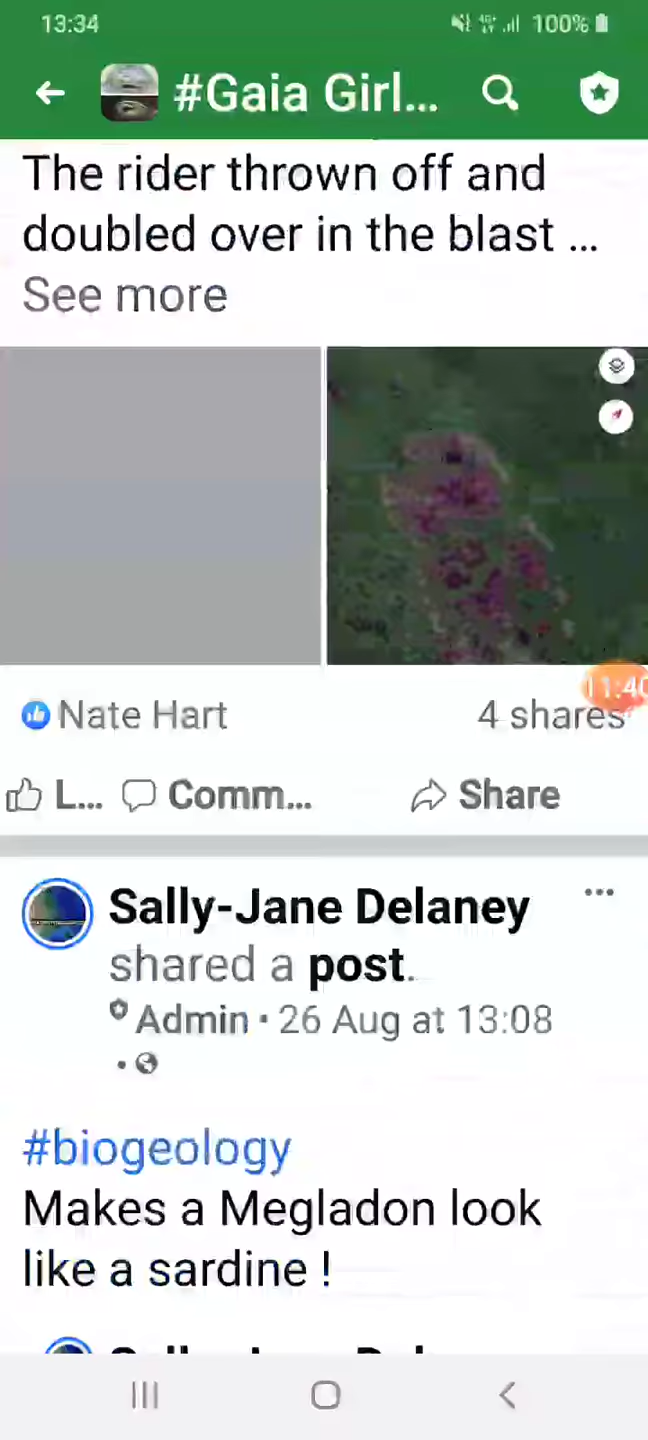 13:34
100%
#Gaia Girl...
The rider thrown off and
doubled over in the blast ...
See more
Nate Hart
4 shares
11:40
L...
Comm...
Share
Sally-Jane Delaney
shared a post.
Admin · 26 Aug at 13:08
#biogeology
Makes a Megladon look
like a sardine !